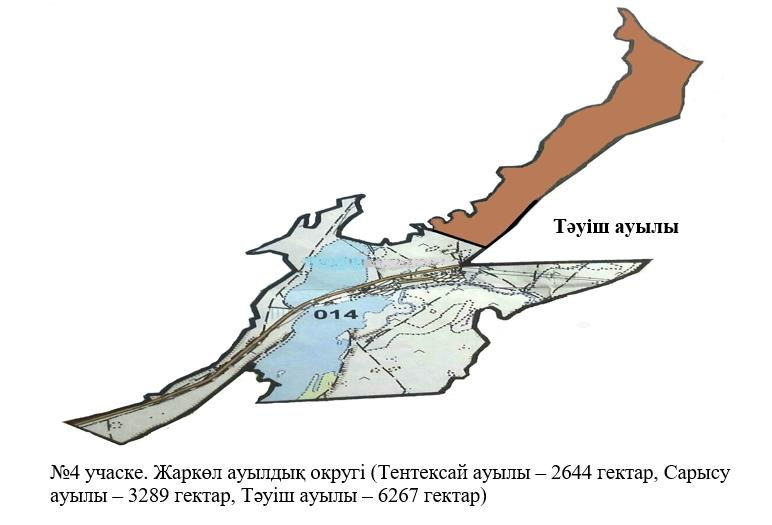 Тәуіш ауылы
014
№4 учаске. Жаркөл ауылдық округі (Тентексай ауылы – 2644 гектар, Сарысу
ауылы – 3289 гектар, Тәуіш ауылы – 6267 гектар)